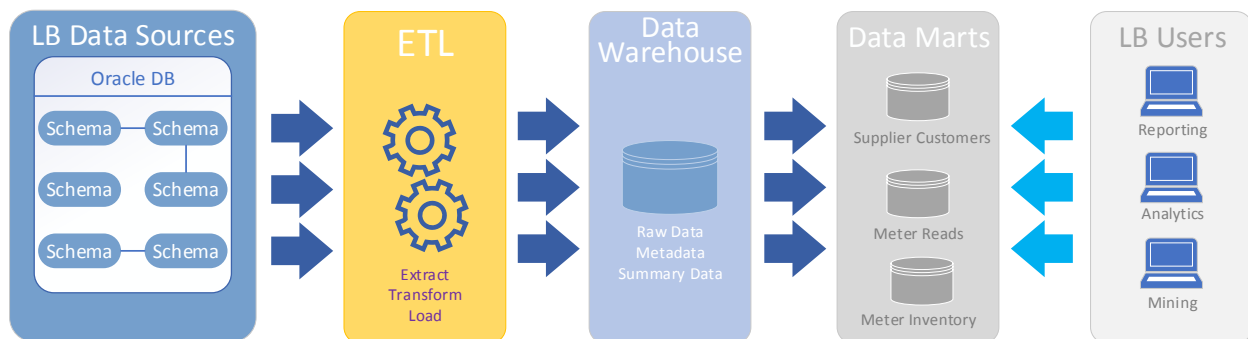 LB Data Sources
Oracle DB
Schema
Schema
Schema
Schema
Schema
Schema
ETL
Extract
Transform
Load
Data
Warehouse
Raw Data
Metadada
Summary Data
Data Marts
Supplier Customers
Meter Reads
Meter Inventory
LB Users
Reporting
Analytics
Mining